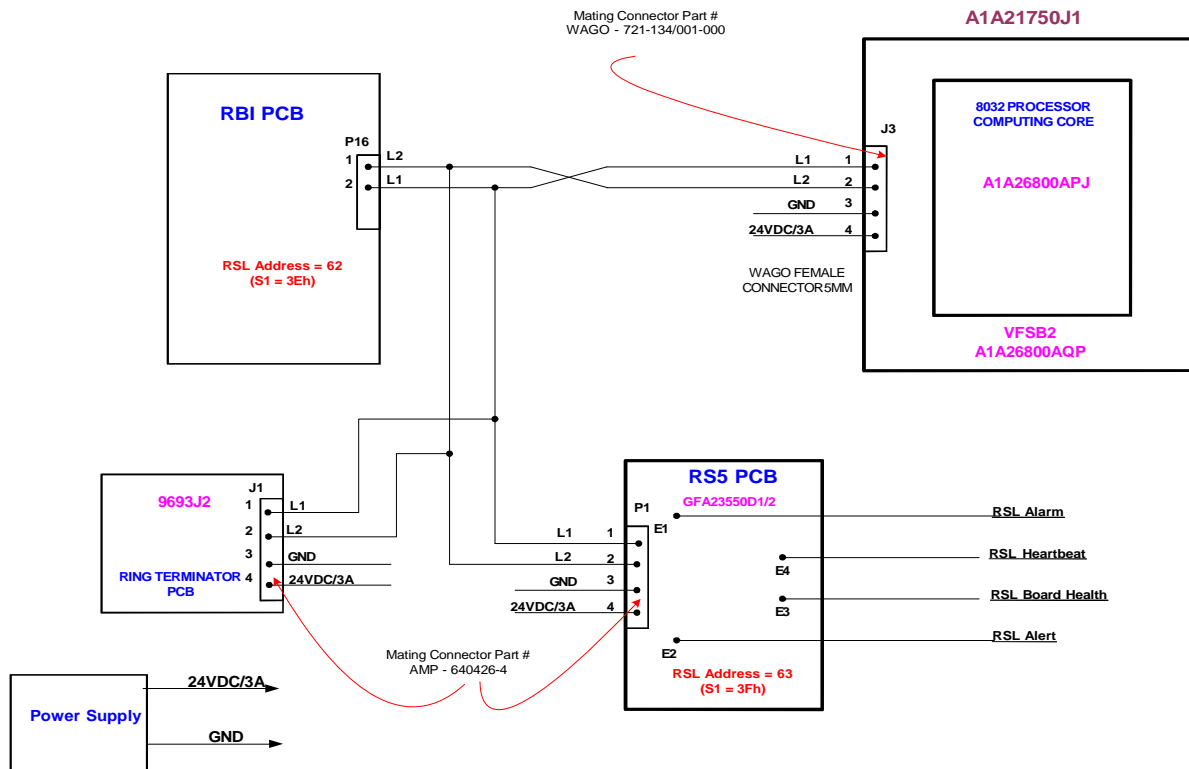 Mating Connector Part #
WAGO - 721-134/001-000
A1A21750J1
RBI PCB
P16
1
L2
2
L1
RSL Address = 62
(S1 = 3Eh)
J3
L1
1
L2
2
GND
3
24VDC/3A
4
WAGO FEMALE
CONNECTOR 5MM
8032 PROCESSOR
COMPUTING CORE
A1A26800APJ
VFSB2
A1A26800AQP
9693J2
J1
1
L1
2
L2
3
GND
4
24VDC/3A
RING TERMINATOR
PCB
RS5 PCB
GFA23550D1/2
P1
E1
L1
1
L2
2
GND
3
24VDC/3A
4
E4
E3
E2
RSL Address = 63
(S1 = 3Fh)
RSL Alarm
RSL Heartbeat
RSL Board Health
RSL Alert
Mating Connector Part #
AMP - 640426-4
Power Supply
24VDC/3A
GND